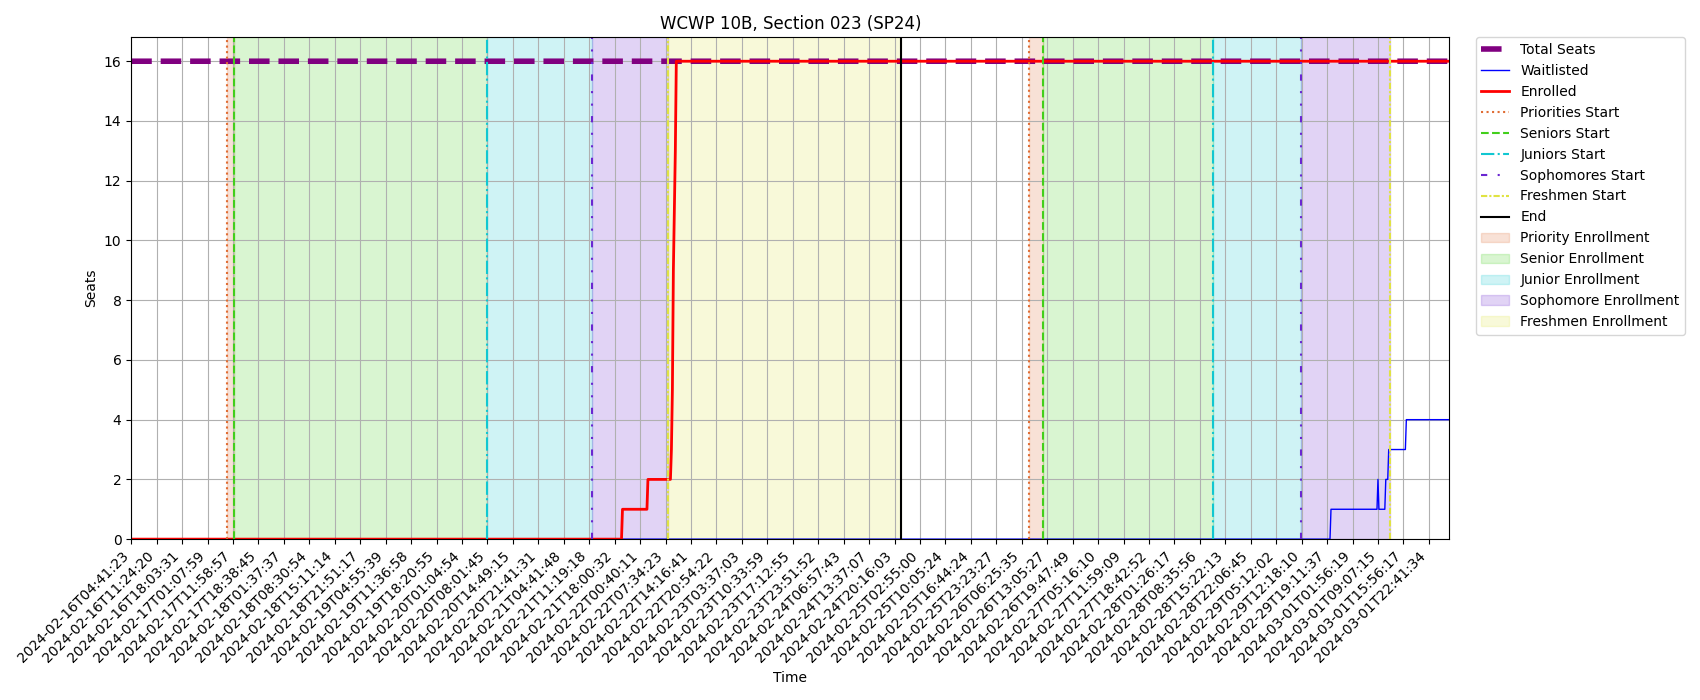 WCWP 10B, Section 023 (SP24)
Total Seats
Waitlisted
Enrolled
Priorities Start
Seniors Start
Juniors Start
Sophomores Start
Freshmen Start
End
Priority Enrollment
Senior Enrollment
Junior Enrollment
Sophomore Enrollment
Freshmen Enrollment
Seats
16
14
12
10
8
6
4
2
0
2024-02-16T04:41:23
2024-02-16T11:24:20
2024-02-16T18:03:31
2024-02-17T01:07:59
2024-02-17T11:58:57
2024-02-17T18:38:45
2024-02-18T01:37:37
2024-02-18T08:30:54
2024-02-18T15:11:14
2024-02-18T21:51:17
2024-02-19T04:55:39
2024-02-19T11:36:58
2024-02-19T18:20:55
2024-02-20T01:04:54
2024-02-20T08:01:45
2024-02-20T14:49:15
2024-02-20T21:41:31
2024-02-21T04:41:48
2024-02-21T11:19:18
2024-02-21T18:00:32
2024-02-22T00:40:11
2024-02-22T07:34:23
2024-02-22T14:16:41
2024-02-22T20:54:22
2024-02-23T03:37:03
2024-02-23T10:33:59
2024-02-23T17:12:55
2024-02-23T23:51:52
2024-02-24T06:57:43
2024-02-24T13:37:07
2024-02-24T20:16:03
2024-02-25T02:55:00
2024-02-25T10:05:24
2024-02-25T16:44:24
2024-02-25T23:23:27
2024-02-26T06:25:35
2024-02-26T13:05:27
2024-02-26T19:47:49
2024-02-27T05:16:10
2024-02-27T11:59:09
2024-02-27T18:42:52
2024-02-28T01:26:17
2024-02-28T08:35:56
2024-02-28T15:22:13
2024-02-28T22:06:45
2024-02-29T05:12:02
2024-02-29T12:18:10
2024-02-29T19:11:37
2024-03-01T01:56:19
2024-03-01T09:07:15
2024-03-01T15:56:17
2024-03-01T22:41:34
Time